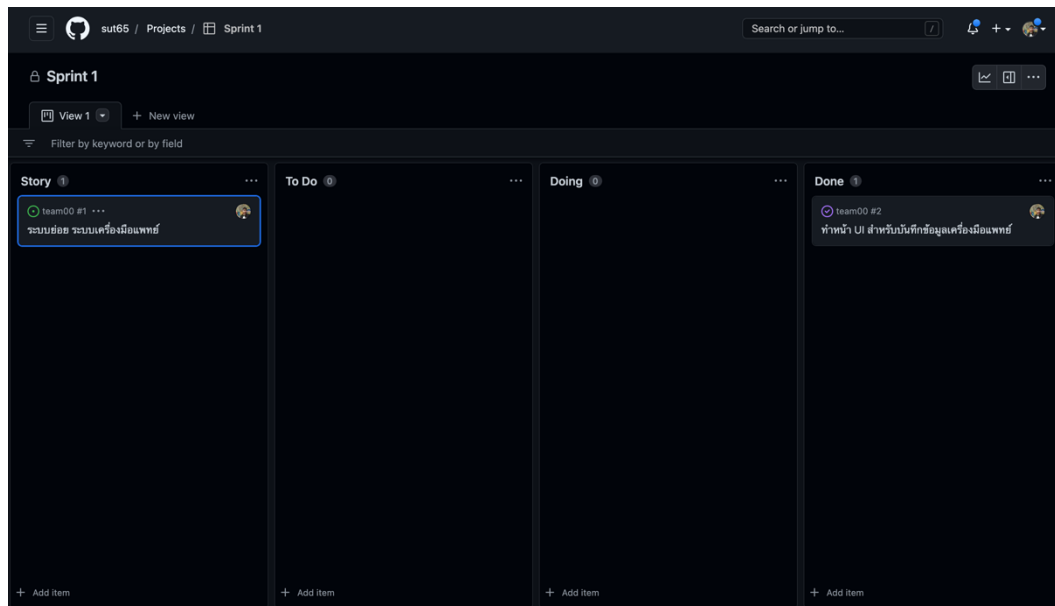 sut65 / Projects / Sprint 1
Search or jump to... /
Sprint 1
View 1
+ New view
Filter by keyword or by field
Story 1 ...
team00 #1 ...
ระบบย่อย ระบบเครื่องมือแพทย์
+ Add item
To Do 0 ...
+ Add item
Doing 0 ...
+ Add item
Done 1 ...
team00 #2
ทำหน้า UI สำหรับบันทึกข้อมูลเครื่องมือแพทย์
+ Add item